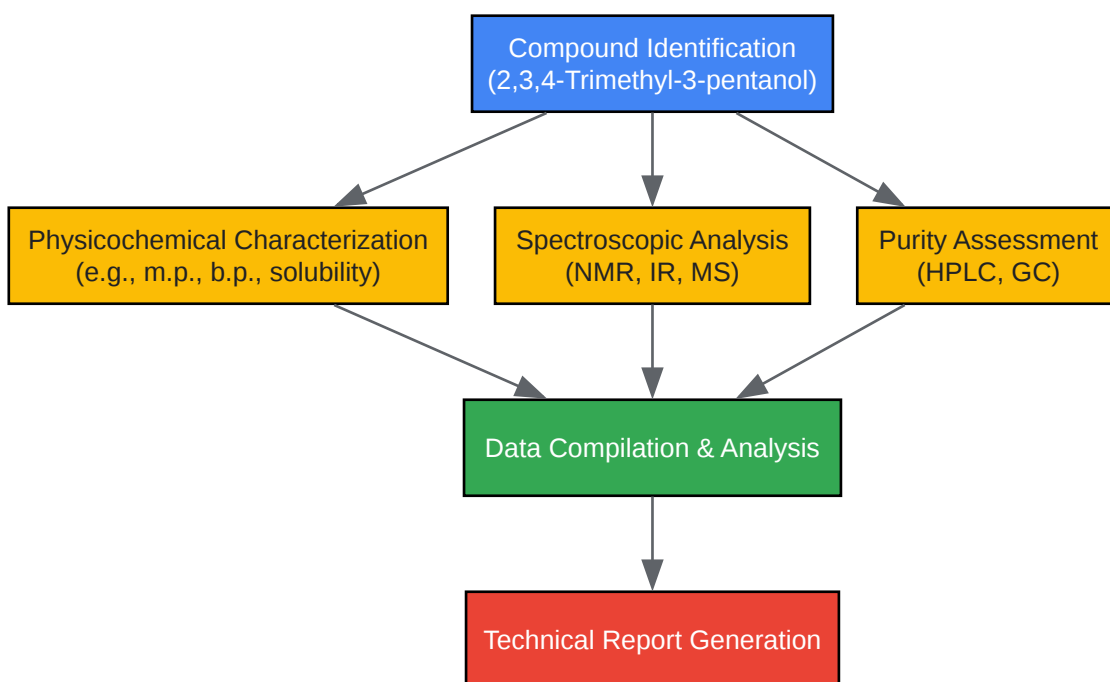 Compound Identification
(2,3,4-Trimethyl-3-pentanol)
Physicochemical Characterization
(e.g., m.p., b.p., solubility)
Spectroscopic Analysis
(NMR, IR, MS)
Purity Assessment
(HPLC, GC)
Data Compilation & Analysis
Technical Report Generation